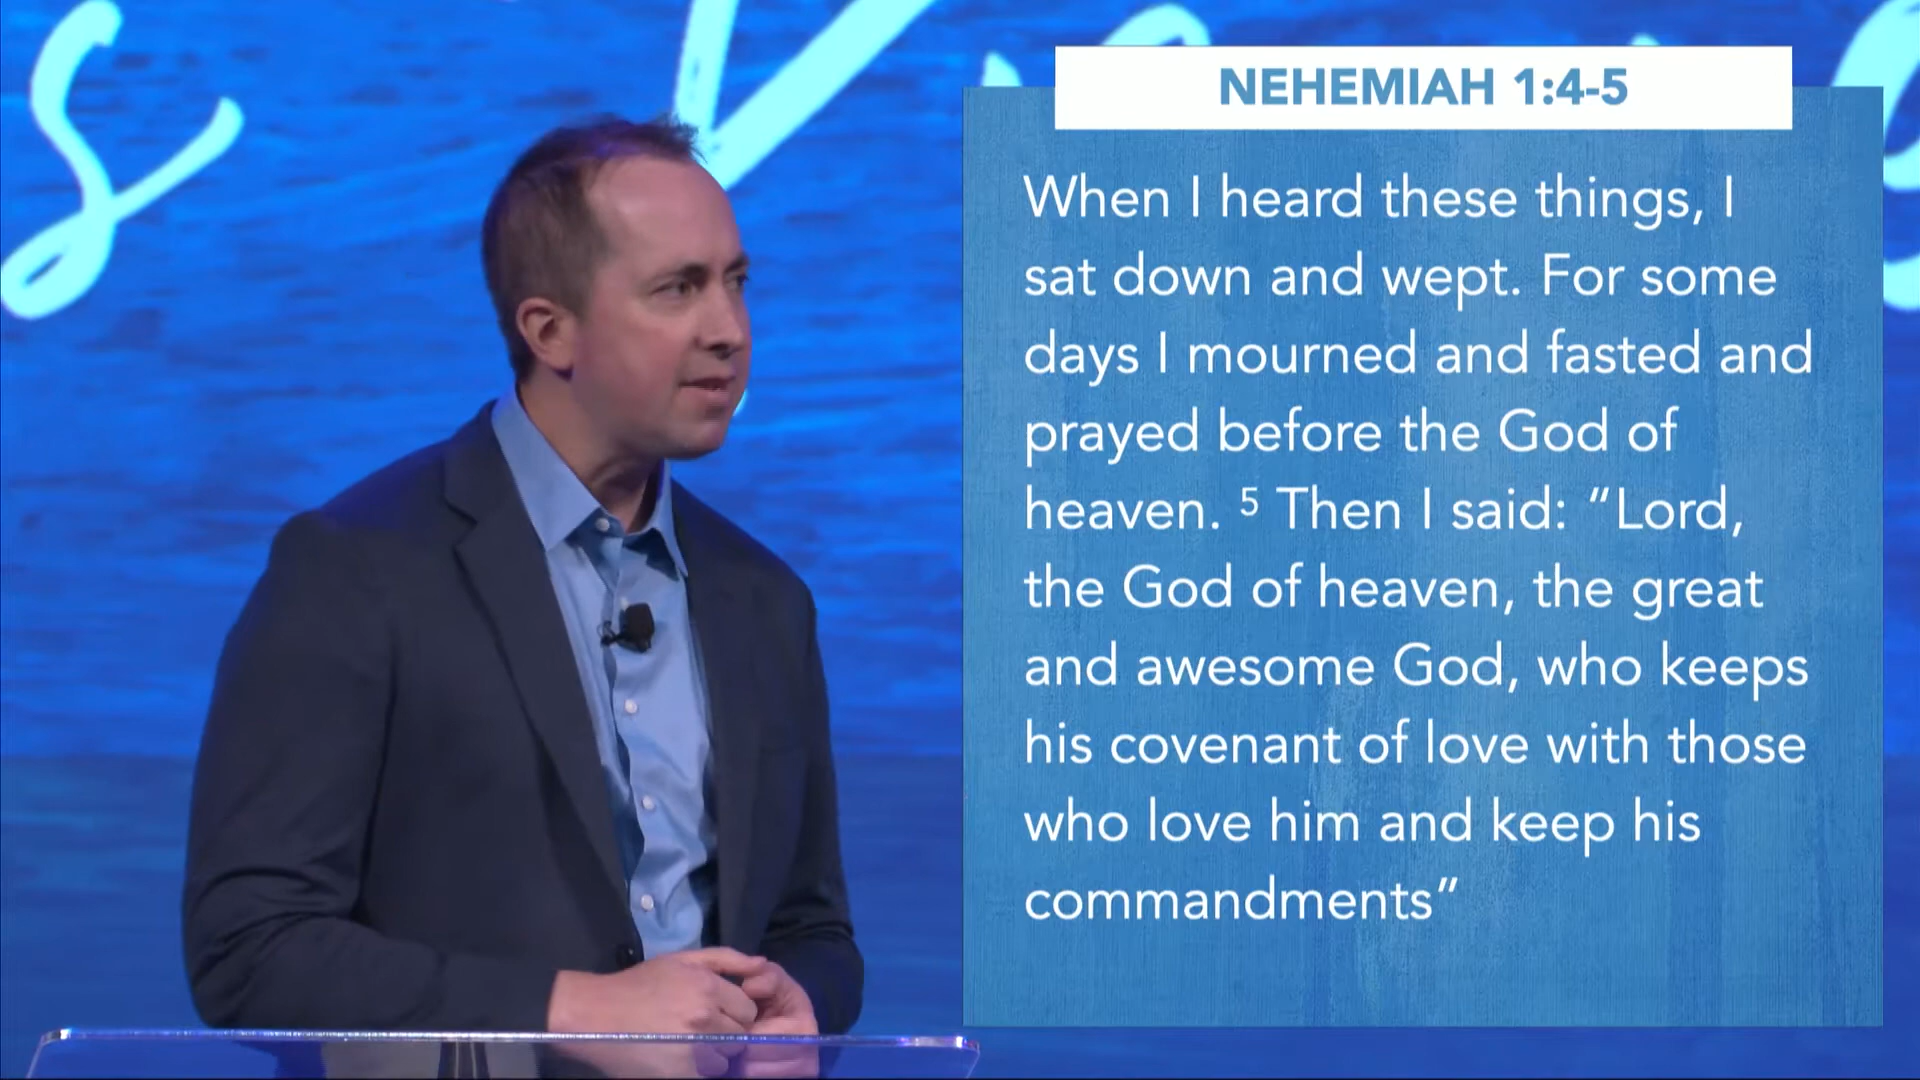 NEHEMIAH 1:4-5
When I heard these things, I
sat down and wept. For some
days I mourned and fasted and
prayed before the God of
heaven. ⁵ Then I said: “Lord,
the God of heaven, the great
and awesome God, who keeps
his covenant of love with those
who love him and keep his
commandments”